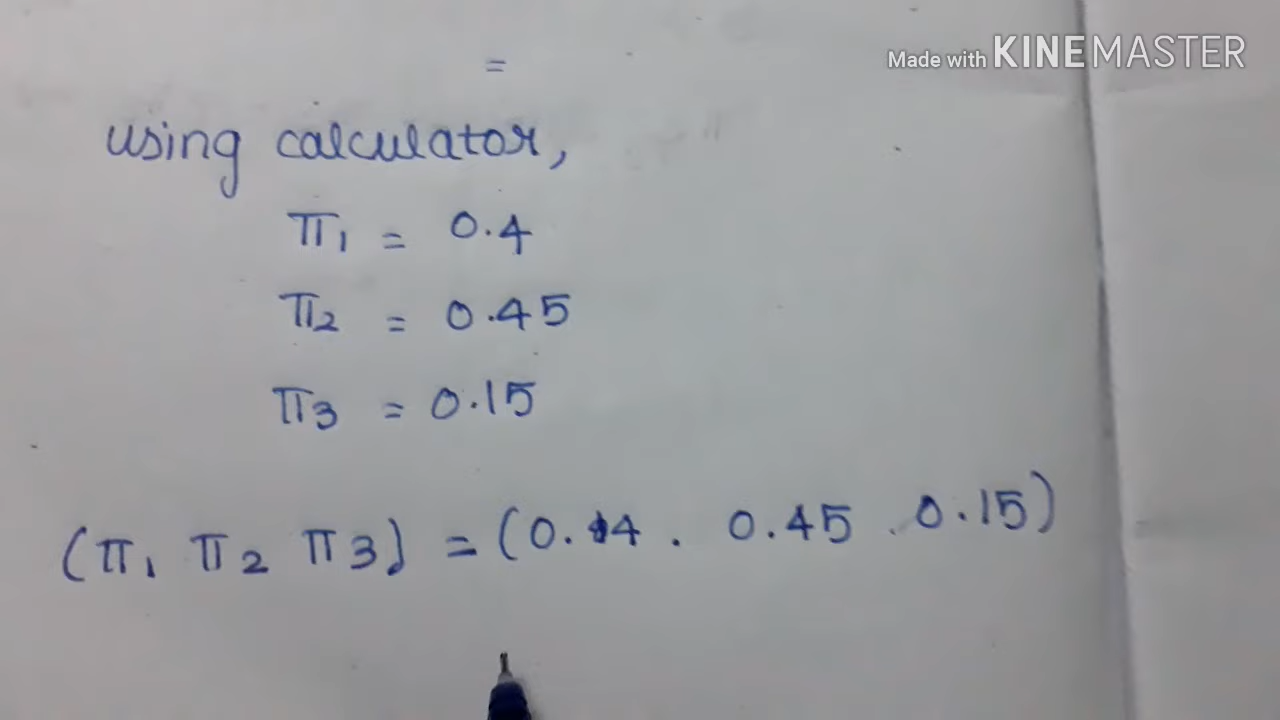 Made with KINEMASTER
=
using calculator,
π1 = 0.4
π2 = 0.45
π3 = 0.15
(π1 π2 π3) = (0.4 . 0.45 . 0.15)